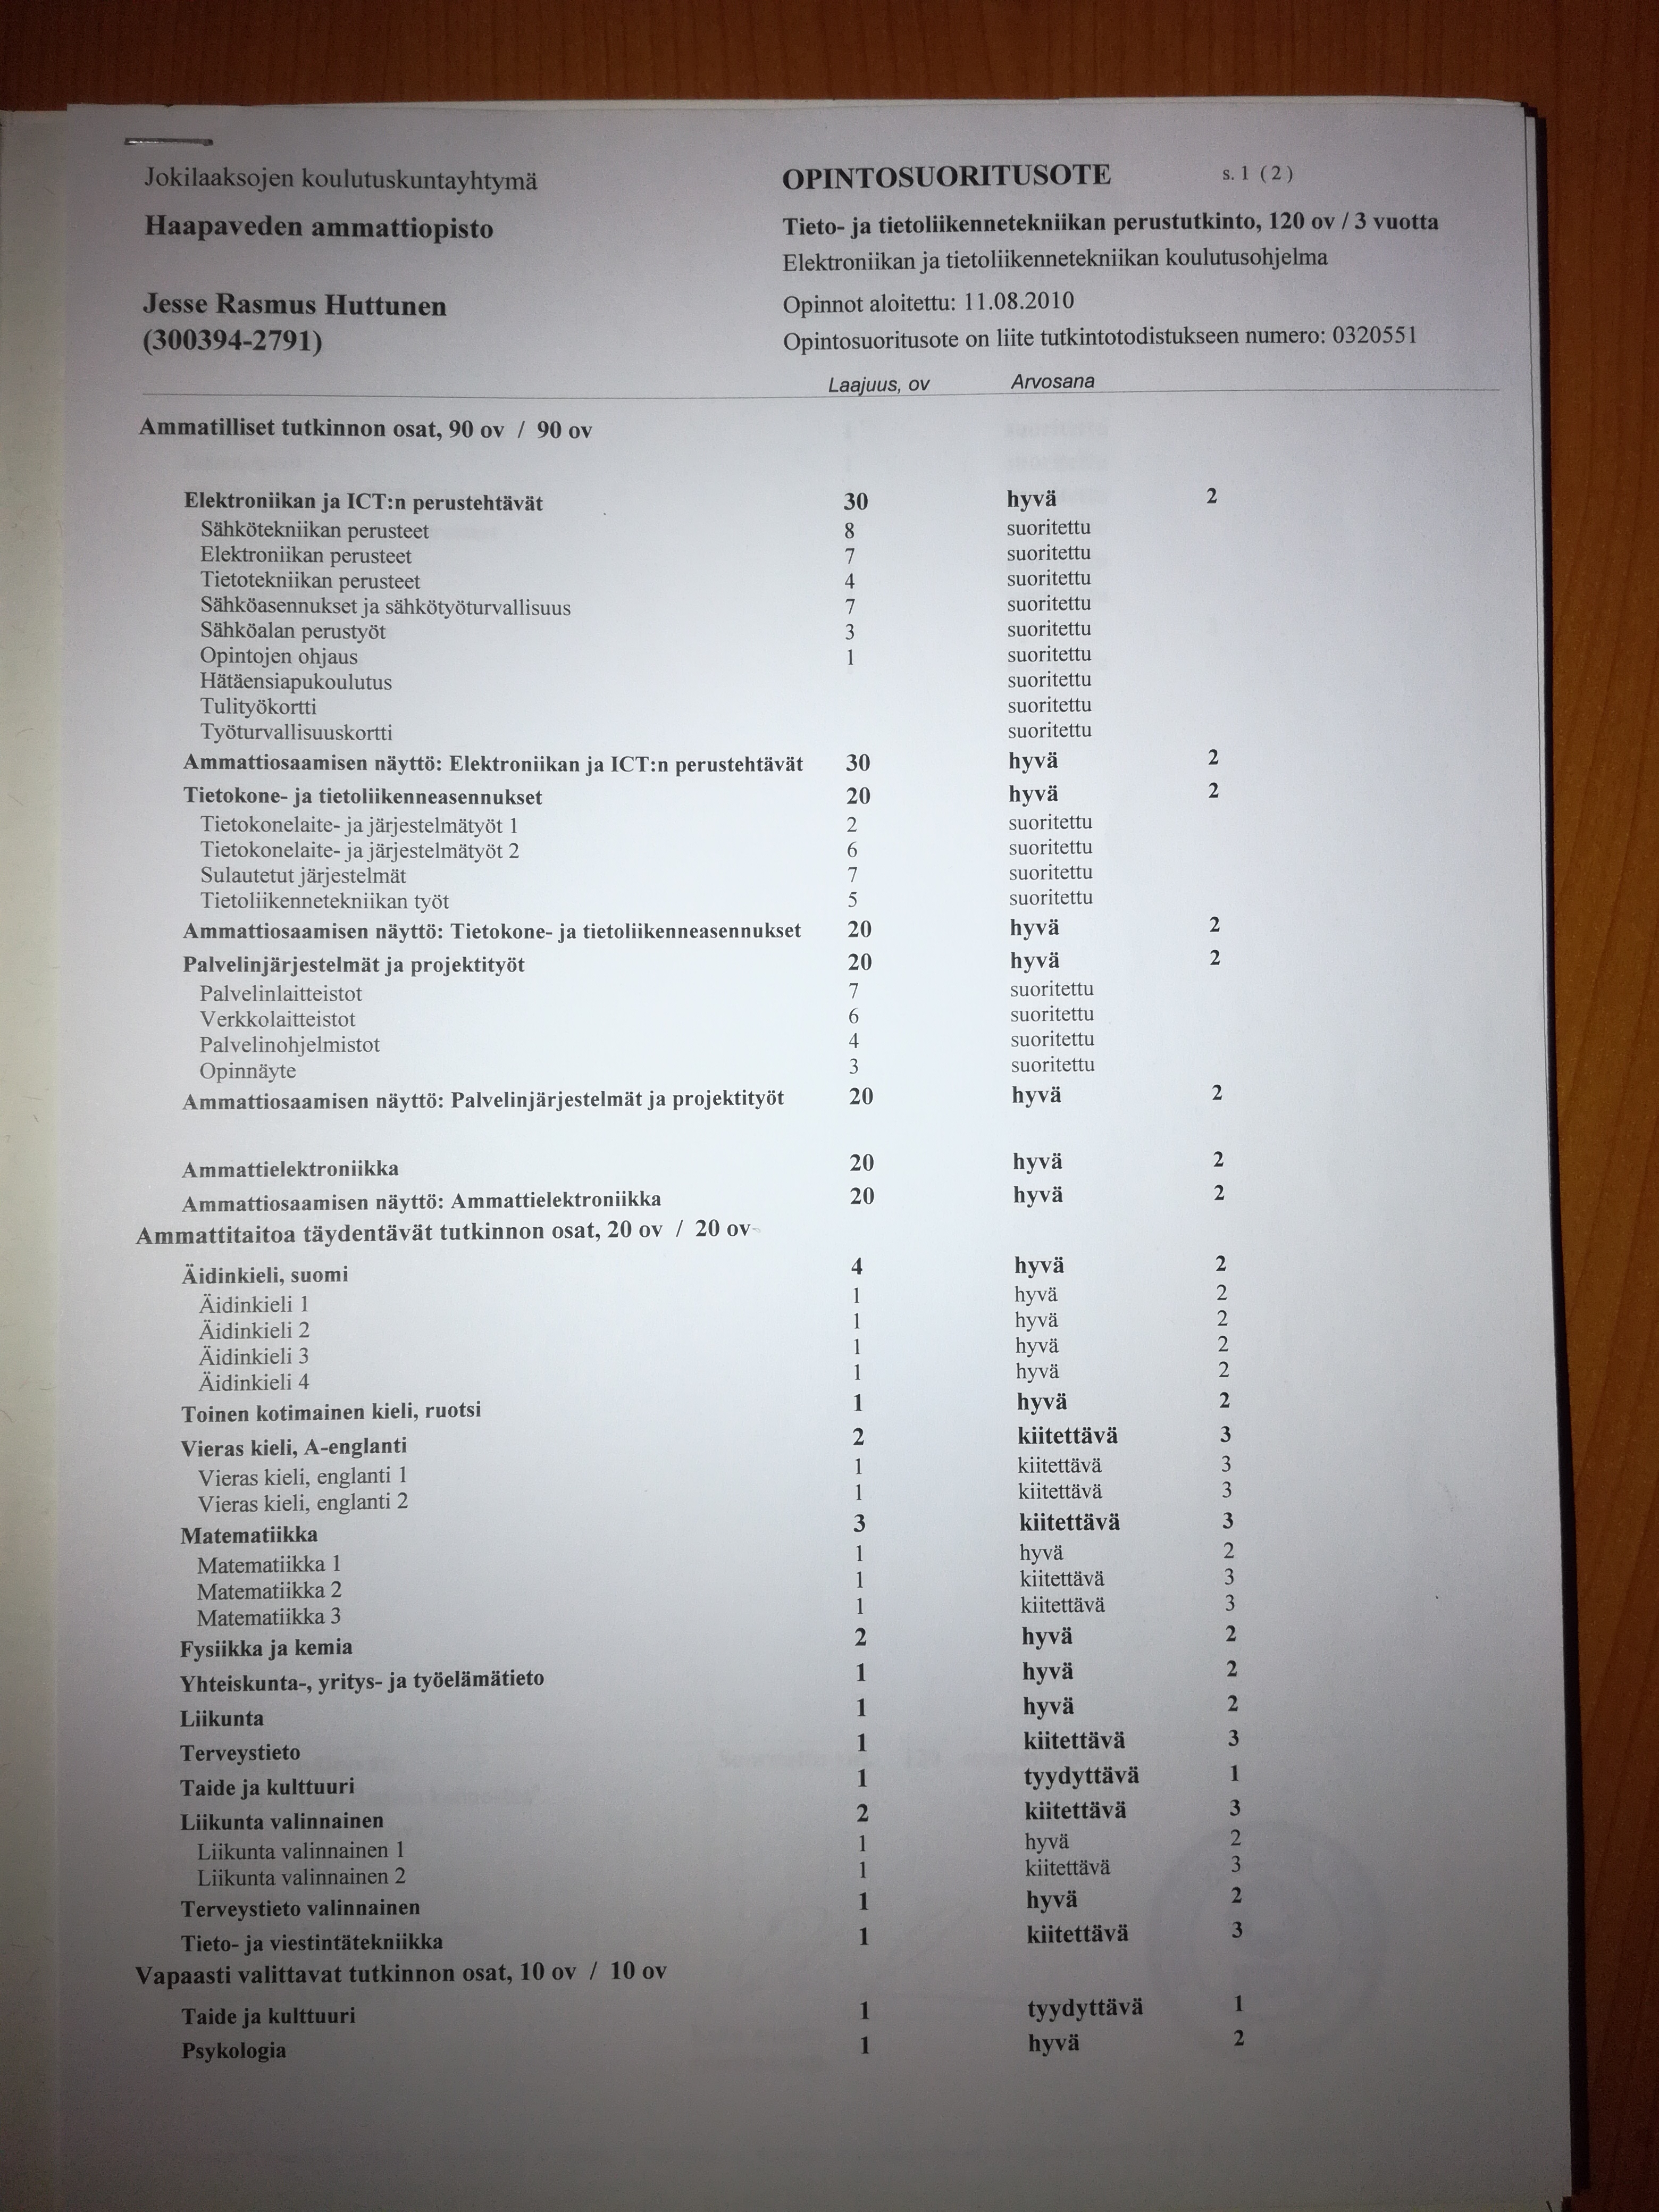 Jokilaaksojen koulutuskuntayhtymä
OPINTOSUORITUSOTE s. 1 ( 2 )
Haapaveden ammattiopisto
Tieto- ja tietoliikennetekniikan perustutkinto, 120 ov / 3 vuotta
Elektroniikan ja tietoliikennetekniikan koulutusohjelma
Jesse Rasmus Huttunen
Opinnot aloitettu: 11.08.2010
(300394-2791)
Opintosuoritusote on liite tutkintotodistukseen numero: 0320551
Laajuus, ov Arvosana
Ammatilliset tutkinnon osat, 90 ov / 90 ov
Elektroniikan ja ICT:n perustehtävät 30 hyvä 2
Sähkötekniikan perusteet 8 suoritettu
Elektroniikan perusteet 7 suoritettu
Tietotekniikan perusteet 4 suoritettu
Sähköasennukset ja sähkötyöturvallisuus 7 suoritettu
Sähköalan perustyöt 3 suoritettu
Opintojen ohjaus 1 suoritettu
Hätäensiapukoulutus suoritettu
Tulityökortti suoritettu
Työturvallisuuskortti suoritettu
Ammattiosaamisen näyttö: Elektroniikan ja ICT:n perustehtävät 30 hyvä 2
Tietokone- ja tietoliikenneasennukset 20 hyvä 2
Tietokonelaite- ja järjestelmätyöt 1 2 suoritettu
Tietokonelaite- ja järjestelmätyöt 2 6 suoritettu
Sulautetut järjestelmät 7 suoritettu
Tietoliikennetekniikan työt 5 suoritettu
Ammattiosaamisen näyttö: Tietokone- ja tietoliikenneasennukset 20 hyvä 2
Palvelinjärjestelmät ja projektityöt 20 hyvä 2
Palvelinlaitteistot 7 suoritettu
Verkkolaitteistot 6 suoritettu
Palvelinohjelmistot 4 suoritettu
Opinnäyte 3 suoritettu
Ammattiosaamisen näyttö: Palvelinjärjestelmät ja projektityöt 20 hyvä 2
Ammattielektroniikka 20 hyvä 2
Ammattiosaamisen näyttö: Ammattielektroniikka 20 hyvä 2
Ammattitaitoa täydentävät tutkinnon osat, 20 ov / 20 ov
Äidinkieli, suomi 4 hyvä 2
Äidinkieli 1 1 hyvä 2
Äidinkieli 2 1 hyvä 2
Äidinkieli 3 1 hyvä 2
Äidinkieli 4 1 hyvä 2
Toinen kotimainen kieli, ruotsi 1 hyvä 2
Vieras kieli, A-englanti 2 kiitettävä 3
Vieras kieli, englanti 1 1 kiitettävä 3
Vieras kieli, englanti 2 1 kiitettävä 3
Matematiikka 3 kiitettävä 3
Matematiikka 1 1 hyvä 2
Matematiikka 2 1 kiitettävä 3
Matematiikka 3 1 kiitettävä 3
Fysiikka ja kemia 2 hyvä 2
Yhteiskunta-, yritys- ja työelämätieto 1 hyvä 2
Liikunta 1 hyvä 2
Terveystieto 1 kiitettävä 3
Taide ja kulttuuri 1 tyydyttävä 1
Liikunta valinnainen 2 kiitettävä 3
Liikunta valinnainen 1 1 hyvä 2
Liikunta valinnainen 2 1 kiitettävä 3
Terveystieto valinnainen 1 hyvä 2
Tieto- ja viestintätekniikka 1 kiitettävä 3
Vapaasti valittavat tutkinnon osat, 10 ov / 10 ov
Taide ja kulttuuri 1 tyydyttävä 1
Psykologia 1 hyvä 2